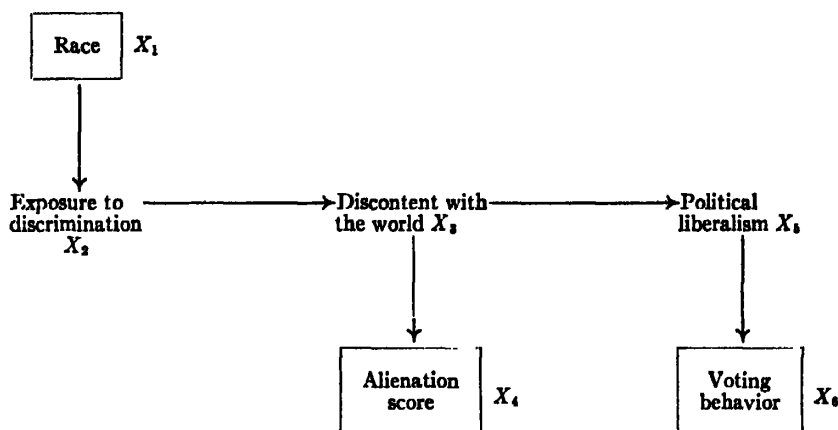 Race X₁
Exposure to discrimination X₂
Discontent with the world X₃
Political liberalism X₅
Alienation score X₄
Voting behavior X₆